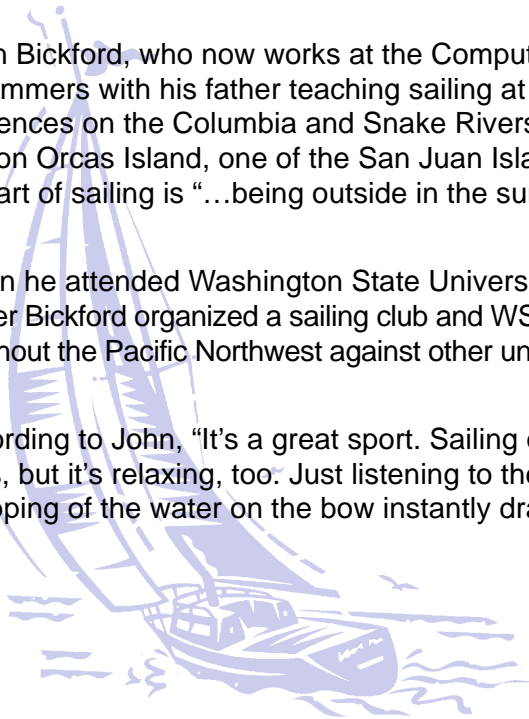 n Bickford, who now works at the Comput
mmers with his father teaching sailing at
ences on the Columbia and Snake Rivers
on Orcas Island, one of the San Juan Isla
art of sailing is “…being outside in the su
n he attended Washington State Univers
er Bickford organized a sailing club and WS
hout the Pacific Northwest against other un
ording to John, “It’s a great sport. Sailing
s, but it’s relaxing, too. Just listening to the
pping of the water on the bow instantly dra